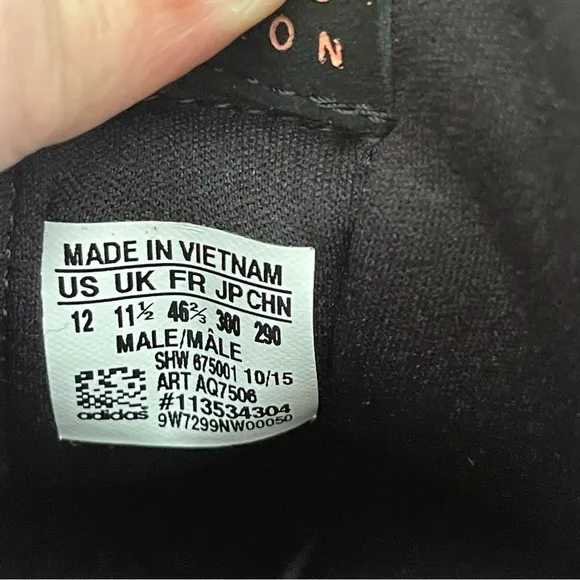 O N
MADE IN VIETNAM
US UK FR JP CHN
12 11½ 46⅔ 300 290
MALE/MÂLE
SHW 675001 10/15
ART AQ7506
#113534304
adidas 9W7299NW00050